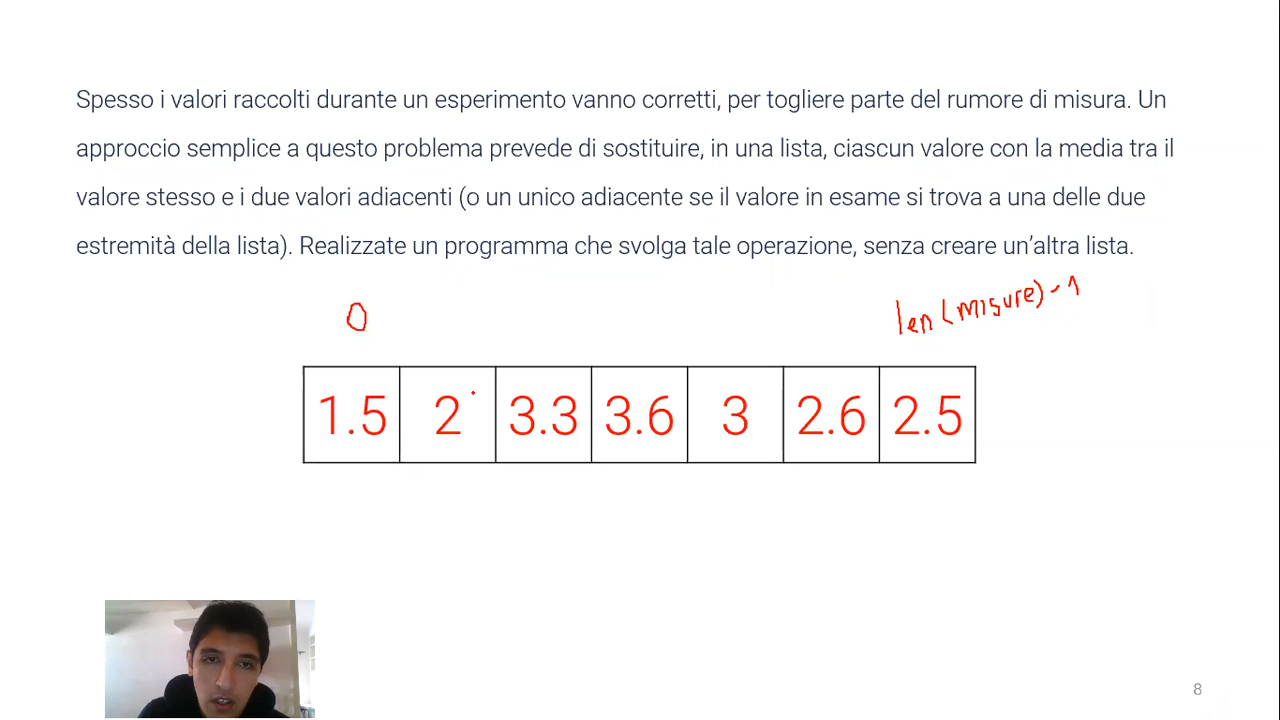 Spesso i valori raccolti durante un esperimento vanno corretti, per togliere parte del rumore di misura. Un
approccio semplice a questo problema prevede di sostituire, in una lista, ciascun valore con la media tra il
valore stesso e i due valori adiacenti (o un unico adiacente se il valore in esame si trova a una delle due
estremità della lista). Realizzate un programma che svolga tale operazione, senza creare un’altra lista.
0 len(misure)-1
1.5 2 3.3 3.6 3 2.6 2.5
8